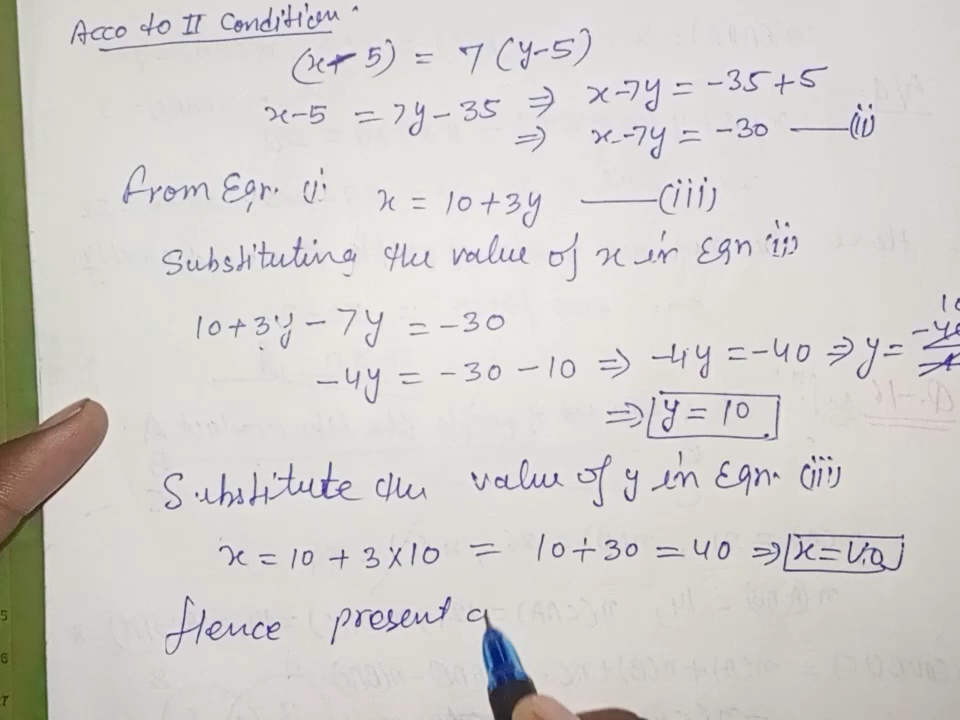 Acco to II Condition.
(x-5) = 7(y-5)
x-5 = 7y-35 ⇒ x-7y = -35+5
⇒ x-7y = -30 —(ii)
from Eqn. (i) x = 10+3y —(iii)
Substituting the value of x in Eqn (ii)
10+3y-7y = -30
-4y = -30-10 ⇒ -4y = -40 ⇒ y =
⇒ y = 10
Substitute the value of y in Eqn. (iii)
x = 10+3×10 = 10+30 = 40 ⇒ x=40
Hence present a